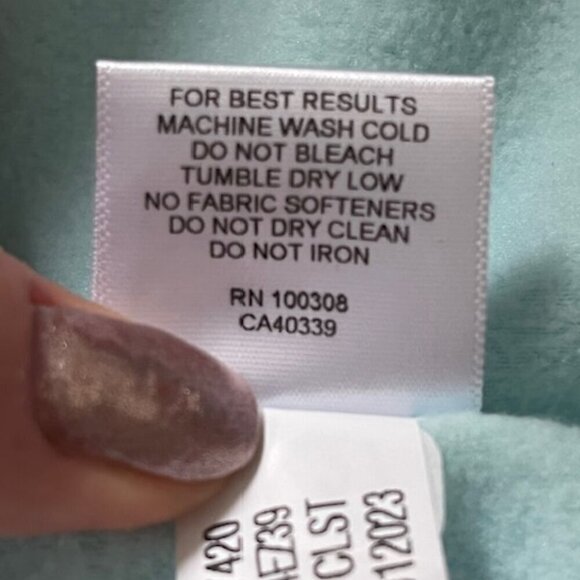 FOR BEST RESULTS
MACHINE WASH COLD
DO NOT BLEACH
TUMBLE DRY LOW
NO FABRIC SOFTENERS
DO NOT DRY CLEAN
DO NOT IRON
RN 100308
CA40339
420
CLST